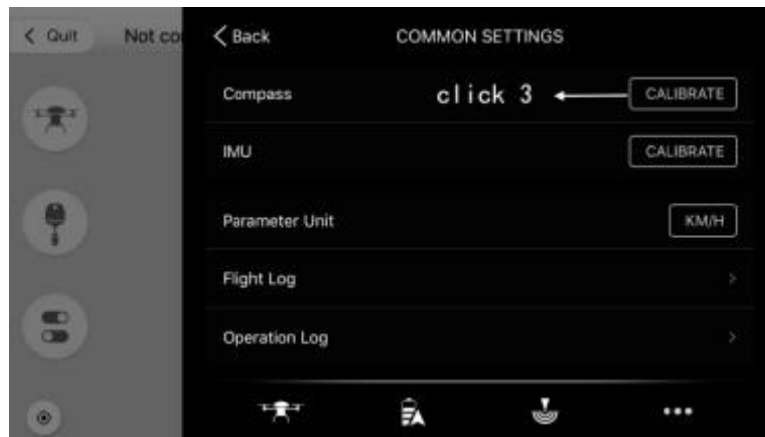 Quit
Not co
Back
COMMON SETTINGS
Compass
click 3
CALIBRATE
IMU
CALIBRATE
Parameter Unit
KM/H
Flight Log
Operation Log